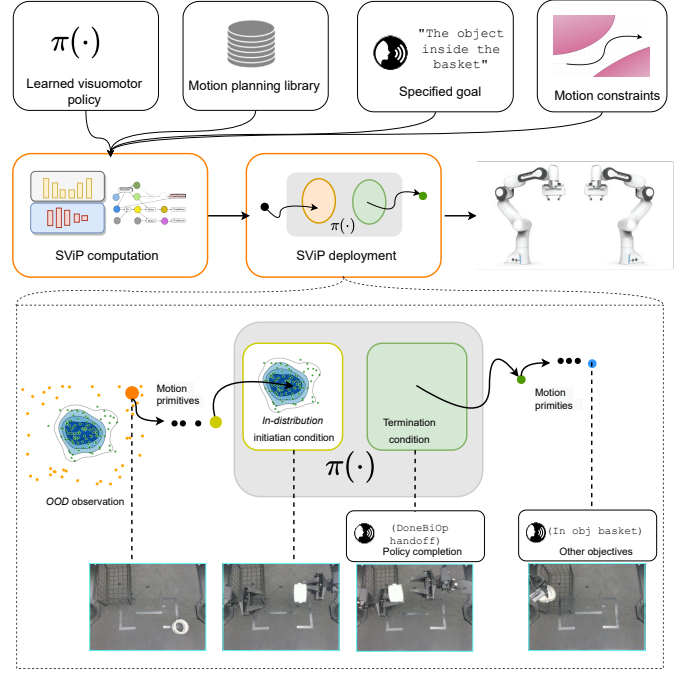 π(·)
Learned visuomotor
policy
Motion planning library
"The object
inside the
basket"
Specified goal
Motion constraints
SViP computation
π(·)
SViP deployment
Motion
primitives
In-distribution
initiatian condition
Termination
condition
π(·)
Motion
primities
OOD observation
(DoneBiOp
handoff)
Policy completion
(In obj basket)
Other objectives